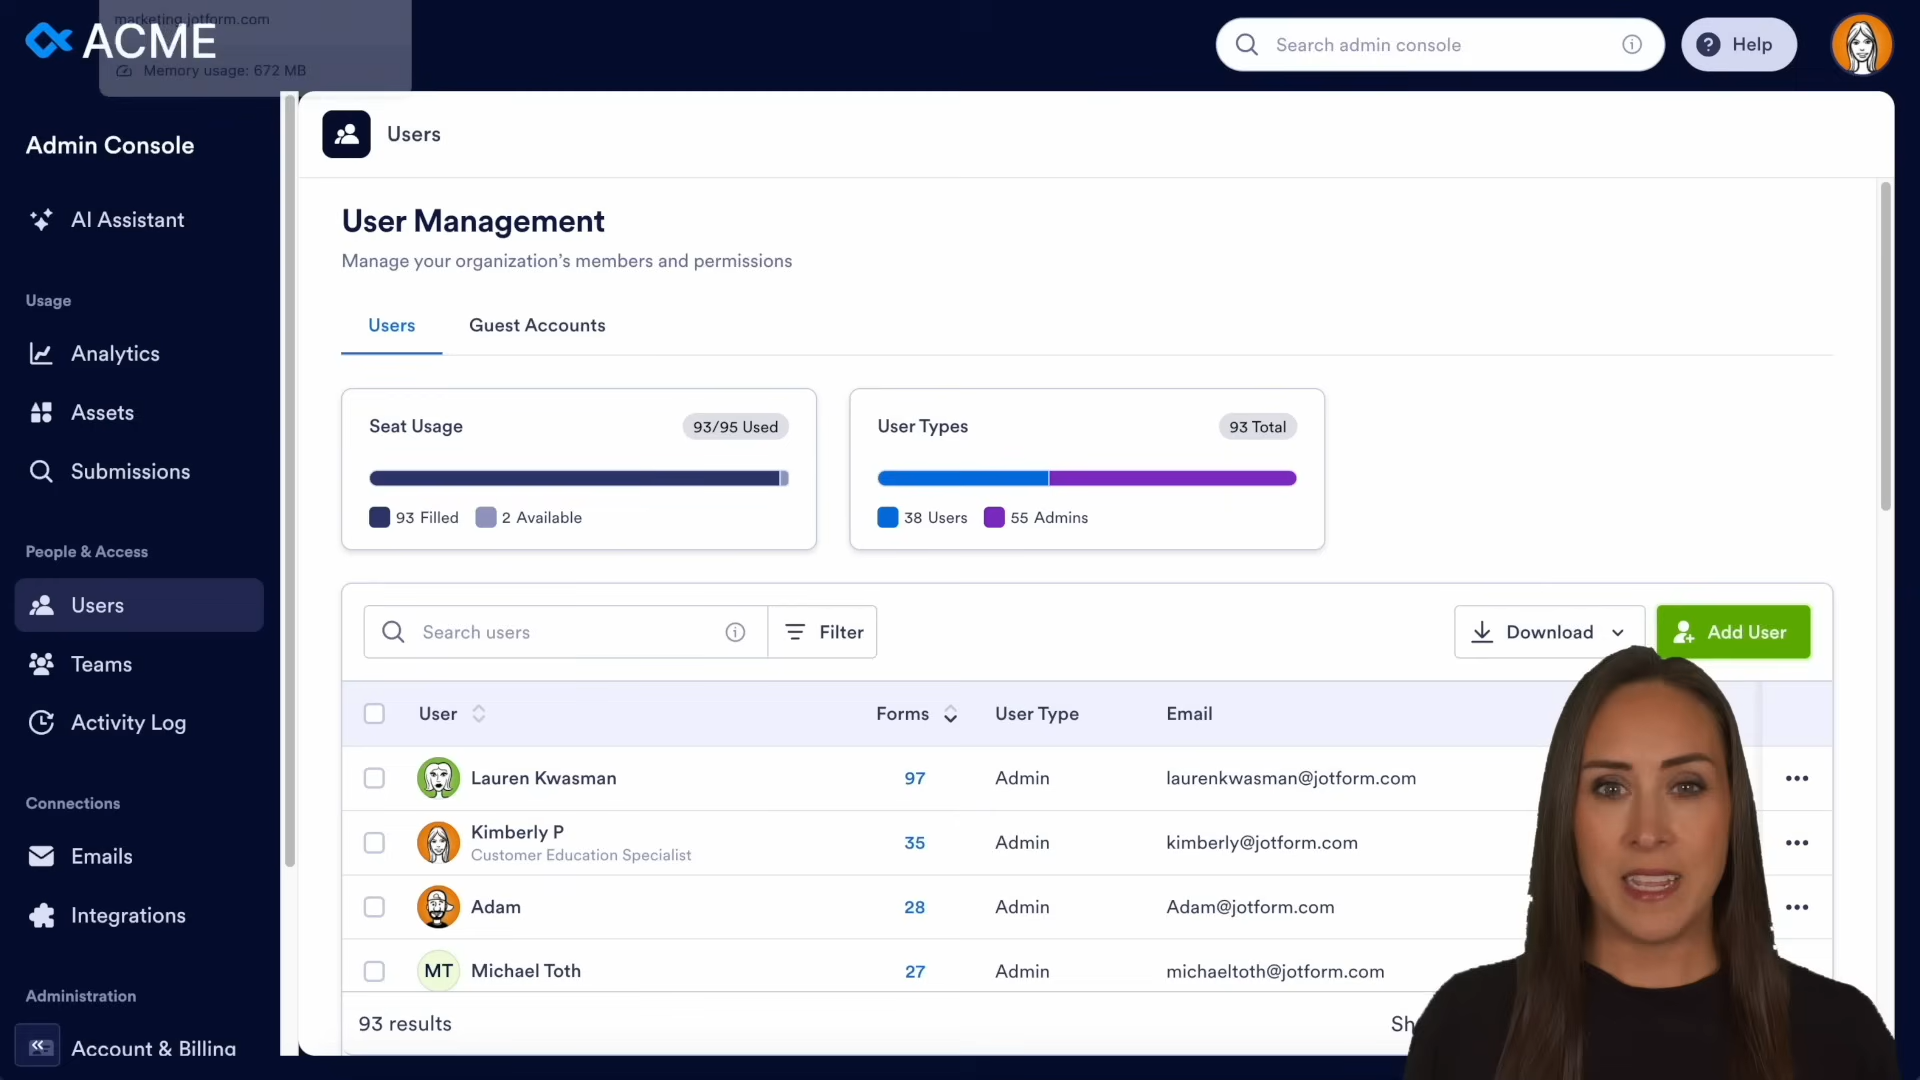 marketing.jotform.com
ACME
Memory usage: 672 MB
Search admin console
Help
Admin Console
AI Assistant
Usage
Analytics
Assets
Submissions
People & Access
Users
Teams
Activity Log
Connections
Emails
Integrations
Administration
Account & Billing
Users
User Management
Manage your organization's members and permissions
Users
Guest Accounts
Seat Usage
93/95 Used
93 Filled
2 Available
User Types
93 Total
38 Users
55 Admins
Search users
Filter
Download
Add User
User
Forms
User Type
Email
Lauren Kwasman
97
Admin
laurenkwasman@jotform.com
Kimberly P
Customer Education Specialist
35
Admin
kimberly@jotform.com
Adam
28
Admin
Adam@jotform.com
MT
Michael Toth
27
Admin
michaeltoth@jotform.com
93 results